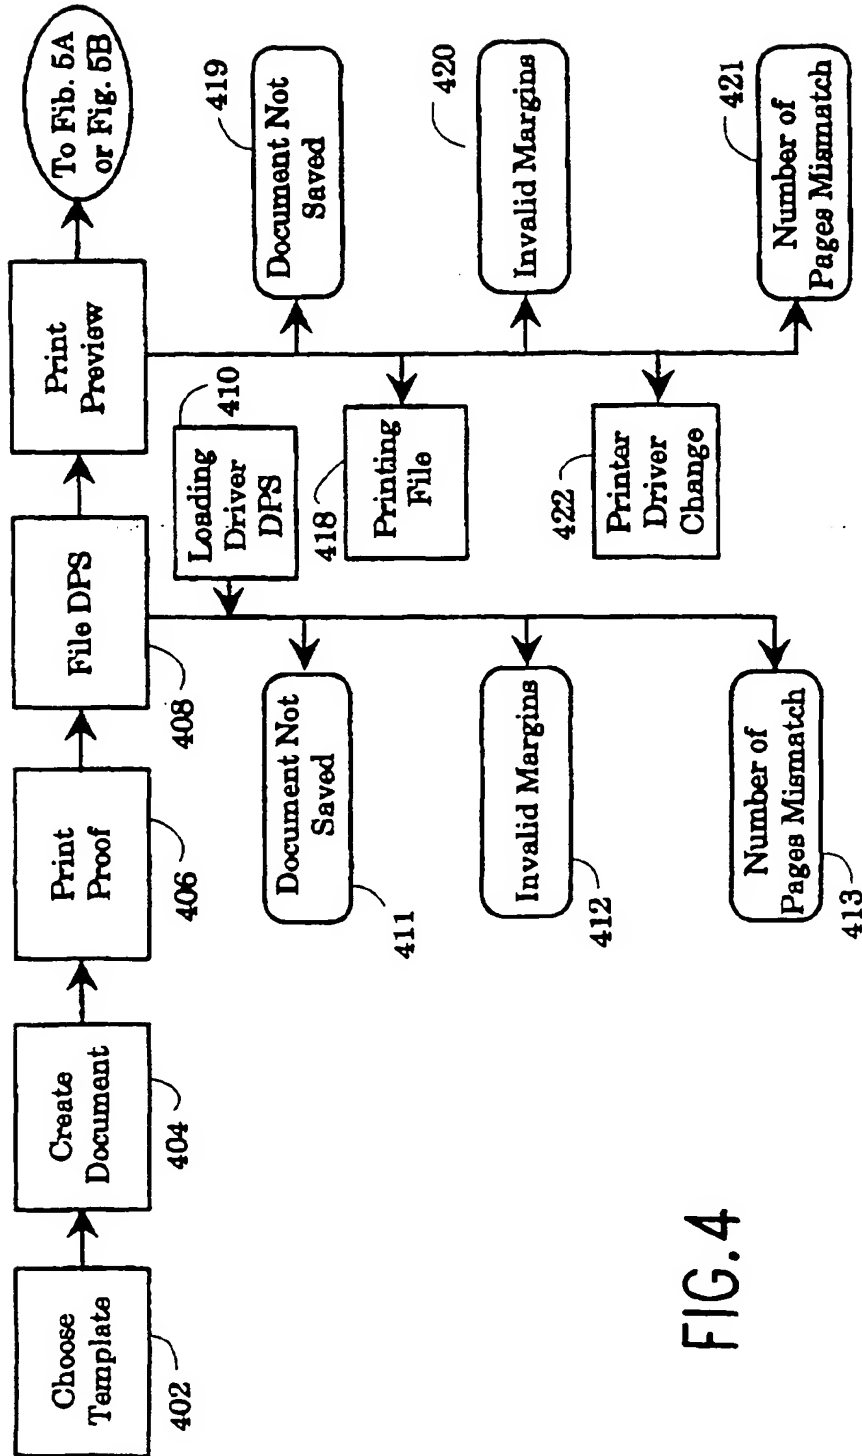 Choose
Template
402
Create
Document
404
Print
Proof
406
File DPS
408
Print
Preview
To Fib. 5A
or Fig. 5B
Loading
Driver
DPS
410
Document Not
Saved
411
Invalid Margins
412
Number of
Pages Mismatch
413
Printing
File
418
Document Not
Saved
419
Invalid Margins
420
Printer
Driver
Change
422
Number of
Pages Mismatch
421
FIG. 4